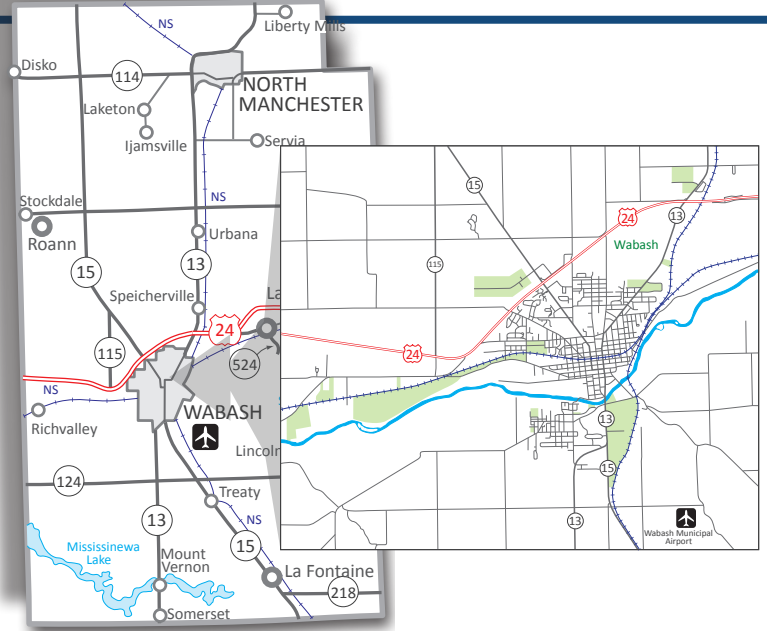 NS
Liberty Mills
Disko
114
NORTH
MANCHESTER
Laketon
Ijamsville
Servia
NS
Stockdale
Roann
Urbana
15
13
Speicherville
La
24
115
524
NS
WABASH
Richvalley
Lincoln
124
Treaty
13
NS
15
Mississinewa
Lake
Mount
Vernon
La Fontaine
218
Somerset
15
24
13
Wabash
115
24
13
15
13
Wabash Municipal
Airport